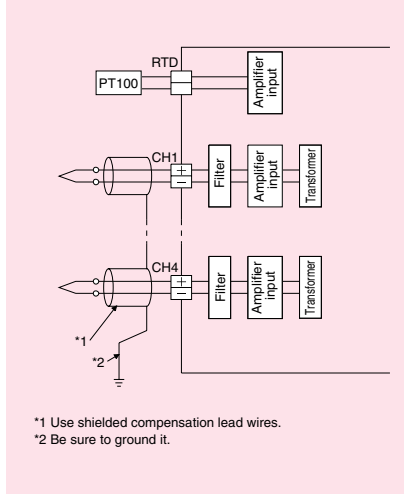 RTD
PT100
Amplifier
input
CH1
+
−
Filter
Amplifier
input
Transformer
CH4
+
−
Filter
Amplifier
input
Transformer
*1
*2
*1 Use shielded compensation lead wires.
*2 Be sure to ground it.